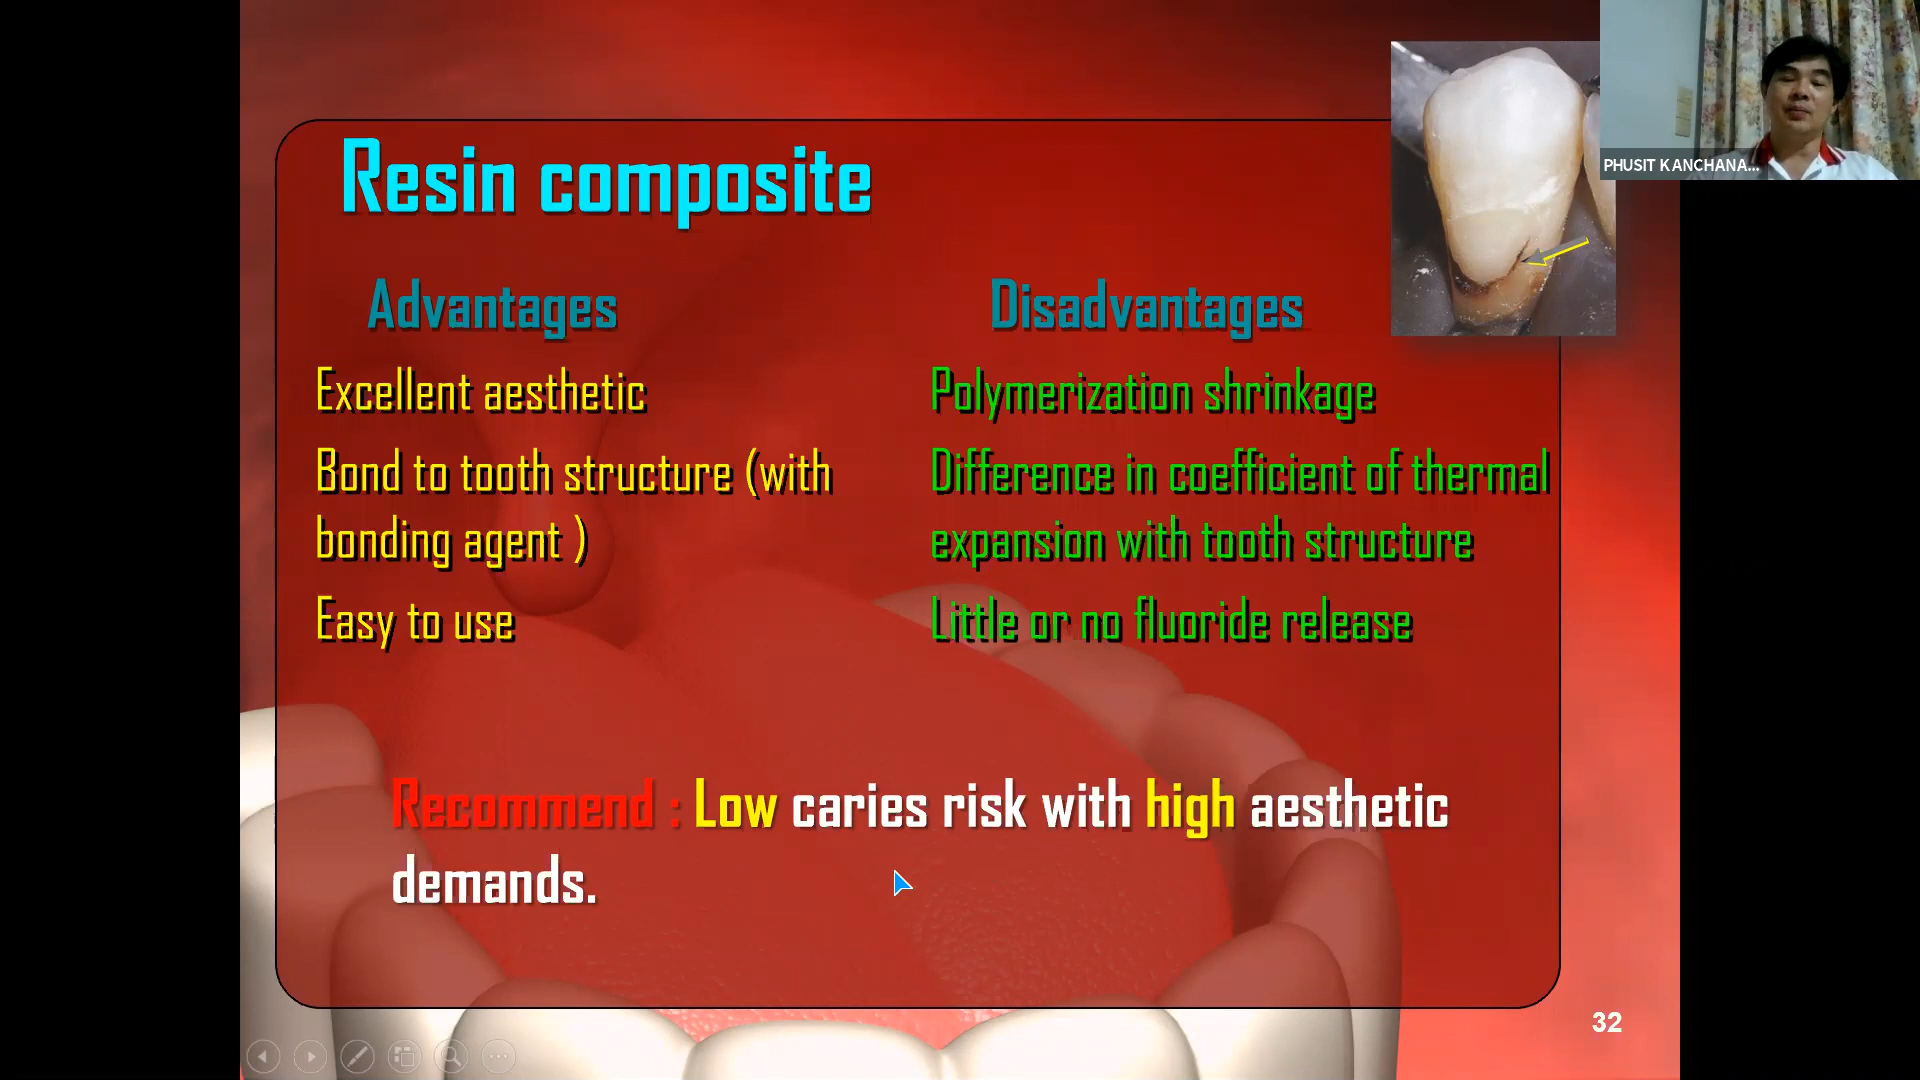 PHUSIT KANCHANA...
Resin composite
Advantages
Excellent aesthetic
Bond to tooth structure (with
bonding agent )
Easy to use
Disadvantages
Polymerization shrinkage
Difference in coefficient of thermal
expansion with tooth structure
Little or no fluoride release
Recommend : Low caries risk with high aesthetic
demands.
32